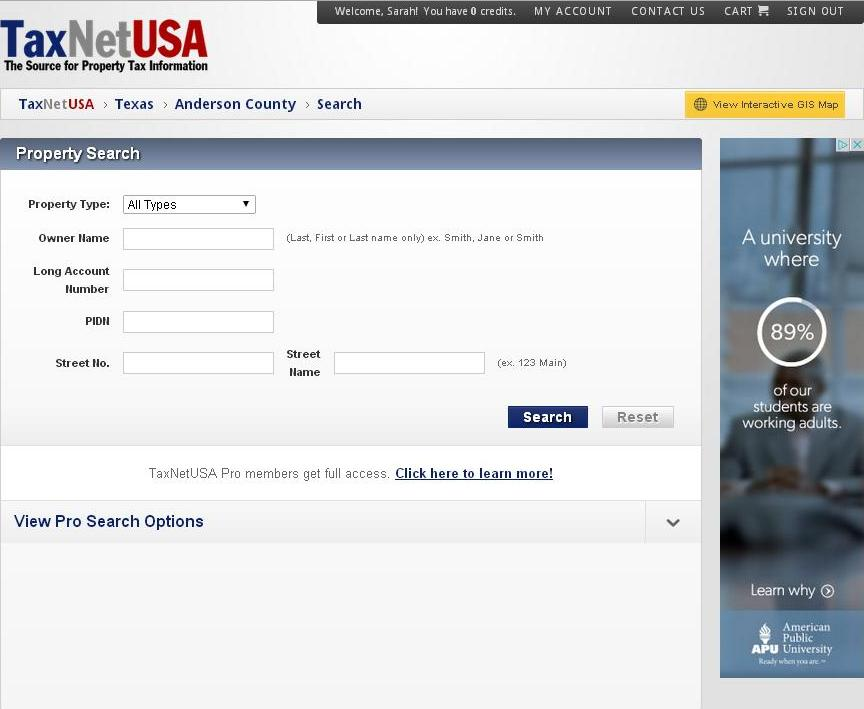 Welcome, Sarah! You have 0 credits. MY ACCOUNT CONTACT US CART SIGN OUT
TaxNetUSA
The Source for Property Tax Information
TaxNetUSA › Texas › Anderson County › Search
View Interactive GIS Map
Property Search
Property Type: All Types
Owner Name (Last, First or Last name only) ex. Smith, Jane or Smith
Long Account
Number
PIDN
Street No. Street
Name (ex. 123 Main)
Search Reset
TaxNetUSA Pro members get full access. Click here to learn more!
View Pro Search Options
A university
where
89%
of our
students are
working adults.
Learn why
APU American
Public
University
Ready when you are.™